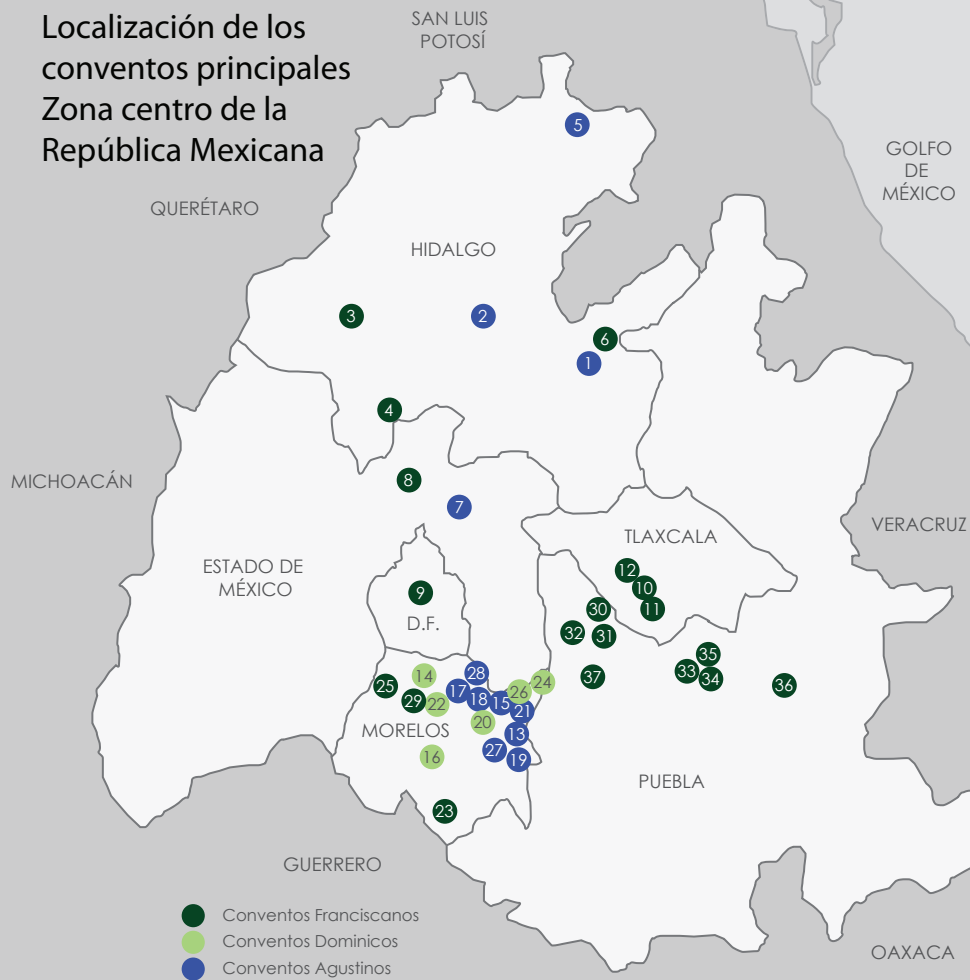 Localización de los
conventos principales
Zona centro de la
República Mexicana
SAN LUIS
POTOSÍ
GOLFO
DE
MÉXICO
QUERÉTARO
HIDALGO
5
3
2
6
1
4
MICHOACÁN
8
7
VERACRUZ
TLAXCALA
ESTADO DE
MÉXICO
12
10
11
9
D.F.
30
32
31
35
33
34
37
36
14
28
25
17
26
24
29
22
18
15
21
MORELOS
20
13
16
27
19
PUEBLA
23
GUERRERO
Conventos Franciscanos
Conventos Dominicos
Conventos Agustinos
OAXACA